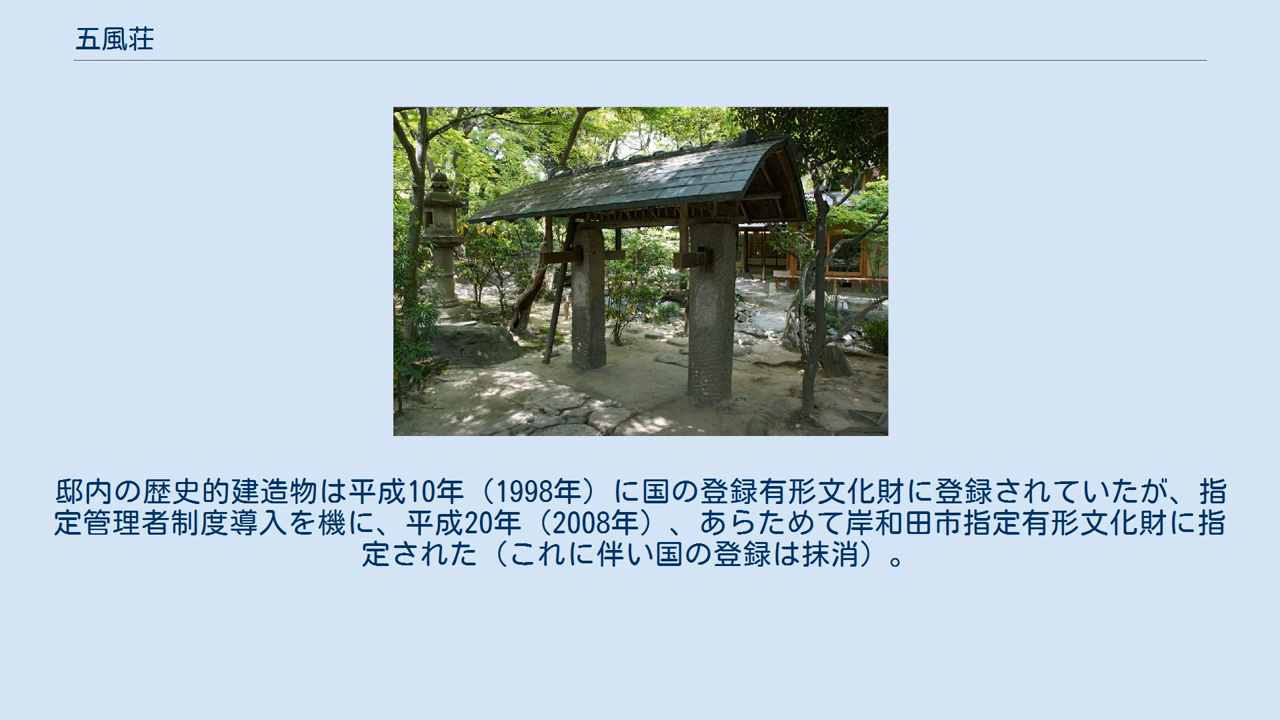 五風荘
邸内の歴史的建造物は平成10年（1998年）に国の登録有形文化財に登録されていたが、指
定管理者制度導入を機に、平成20年（2008年）、あらためて岸和田市指定有形文化財に指
定された（これに伴い国の登録は抹消）。